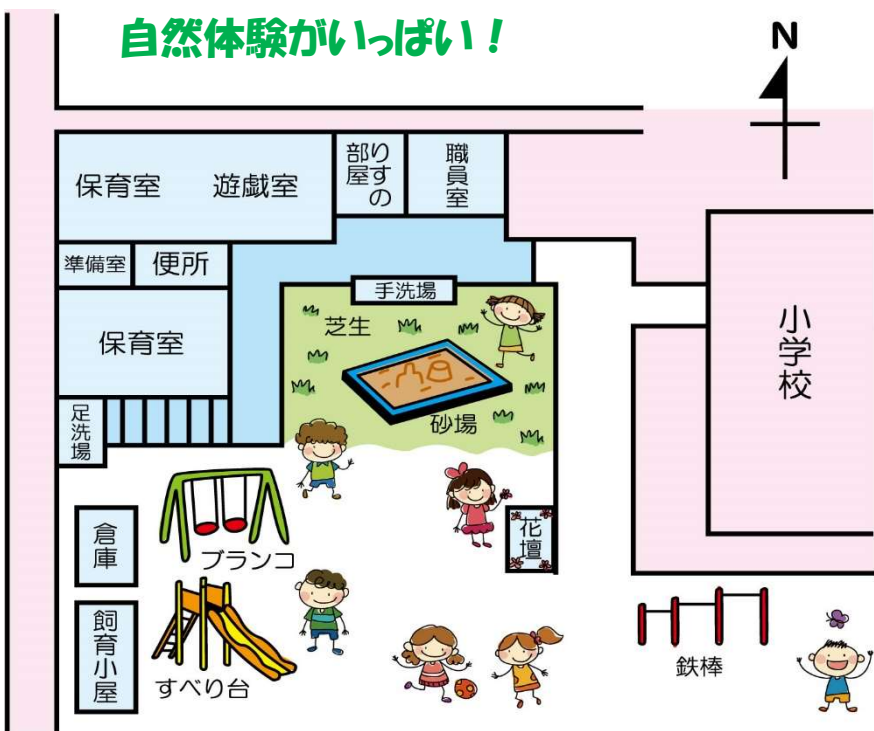 自然体験がいっぱい！
N
保育室
遊戯室
りすの
部屋
職員室
準備室
便所
手洗場
芝生
保育室
小学校
砂場
足洗場
花壇
倉庫
ブランコ
飼育小屋
鉄棒
すべり台